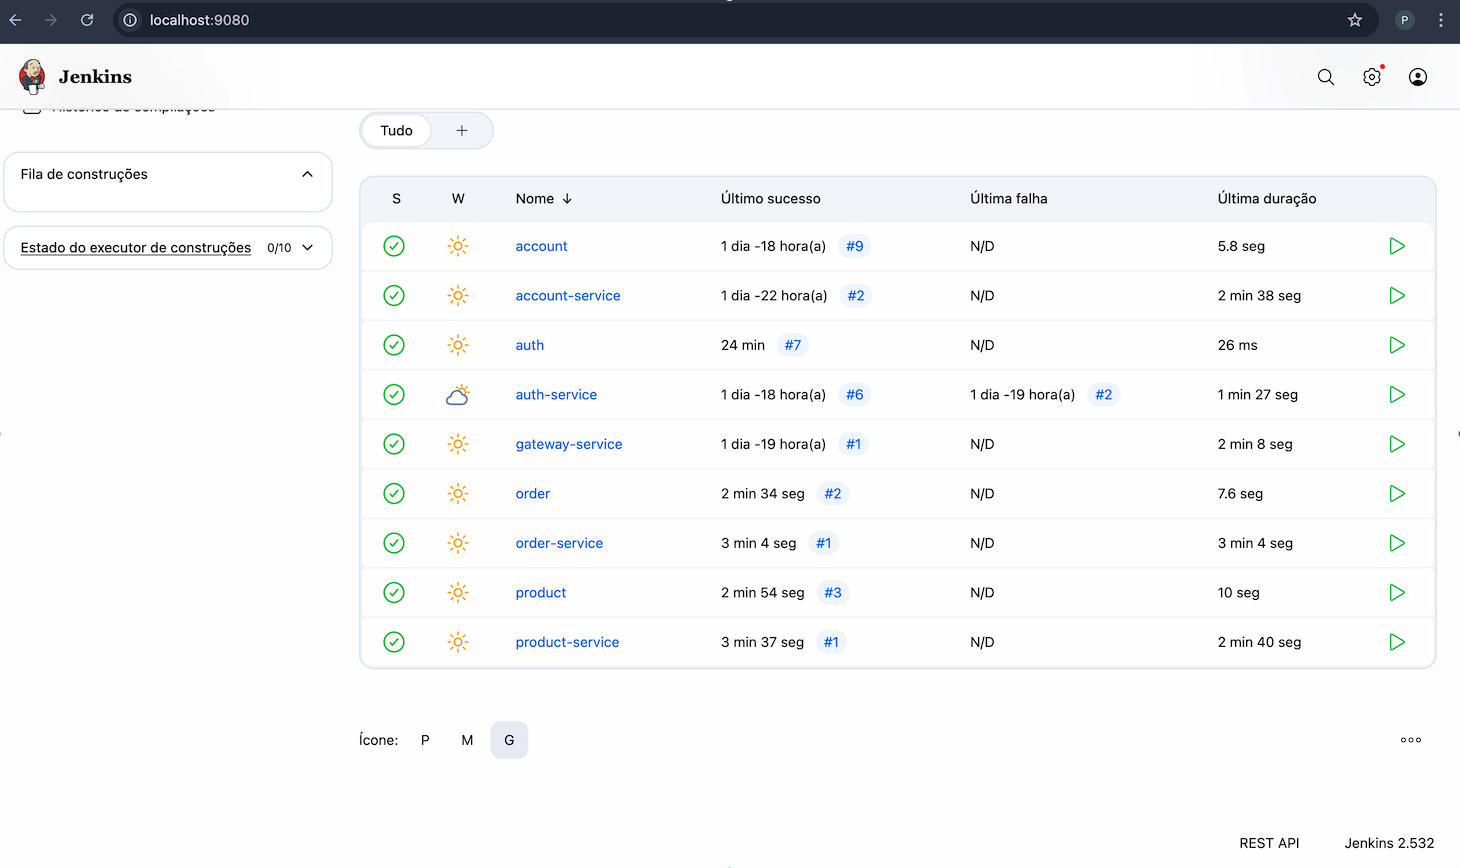 localhost:9080
P
Jenkins
Histórico de compilações
Tudo +
Fila de construções
Estado do executor de construções 0/10
S W Nome ↓ Último sucesso Última falha Última duração
account 1 dia -18 hora(a) #9 N/D 5.8 seg
account-service 1 dia -22 hora(a) #2 N/D 2 min 38 seg
auth 24 min #7 N/D 26 ms
auth-service 1 dia -18 hora(a) #6 1 dia -19 hora(a) #2 1 min 27 seg
gateway-service 1 dia -19 hora(a) #1 N/D 2 min 8 seg
order 2 min 34 seg #2 N/D 7.6 seg
order-service 3 min 4 seg #1 N/D 3 min 4 seg
product 2 min 54 seg #3 N/D 10 seg
product-service 3 min 37 seg #1 N/D 2 min 40 seg
Ícone: P M G
REST API Jenkins 2.532